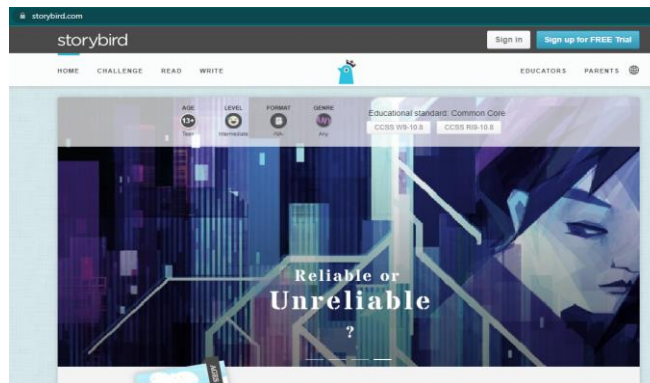 storybird.com
storybird
Sign in
Sign up for FREE Trial
HOME CHALLENGE READ WRITE
EDUCATORS PARENTS
AGE LEVEL FORMAT GENRE
13+
Teen Intermediate Any
Educational standard: Common Core
CCSS W9-10.8 CCSS RI9-10.8
Reliable or
Unreliable
?
AGES